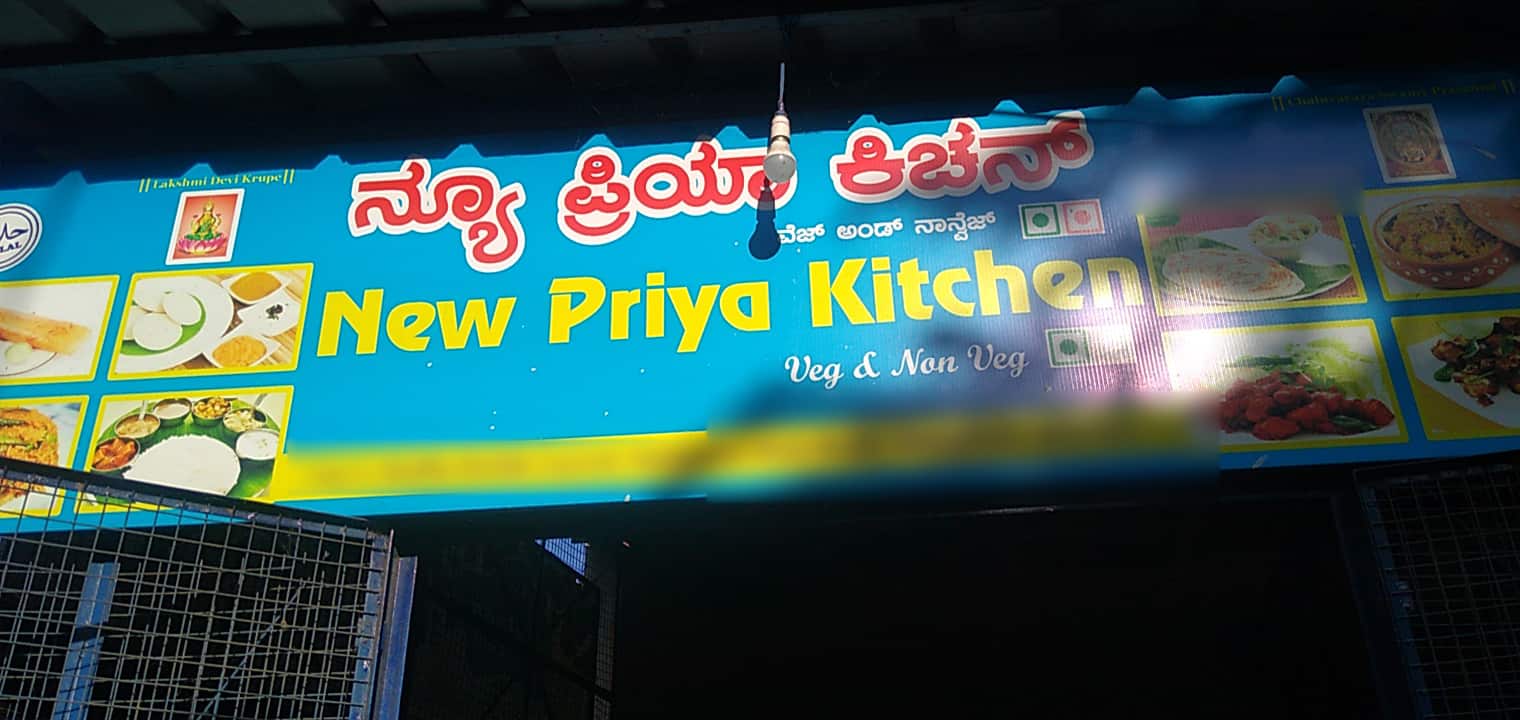 || Lakshmi Devi Krupe ||
ನ್ಯೂ ಪ್ರಿಯಾ ಕಿಚನ್
ವೆಜ್ ಅಂಡ್ ನಾನ್ವೆಜ್
New Priya Kitchen
Veg & Non Veg